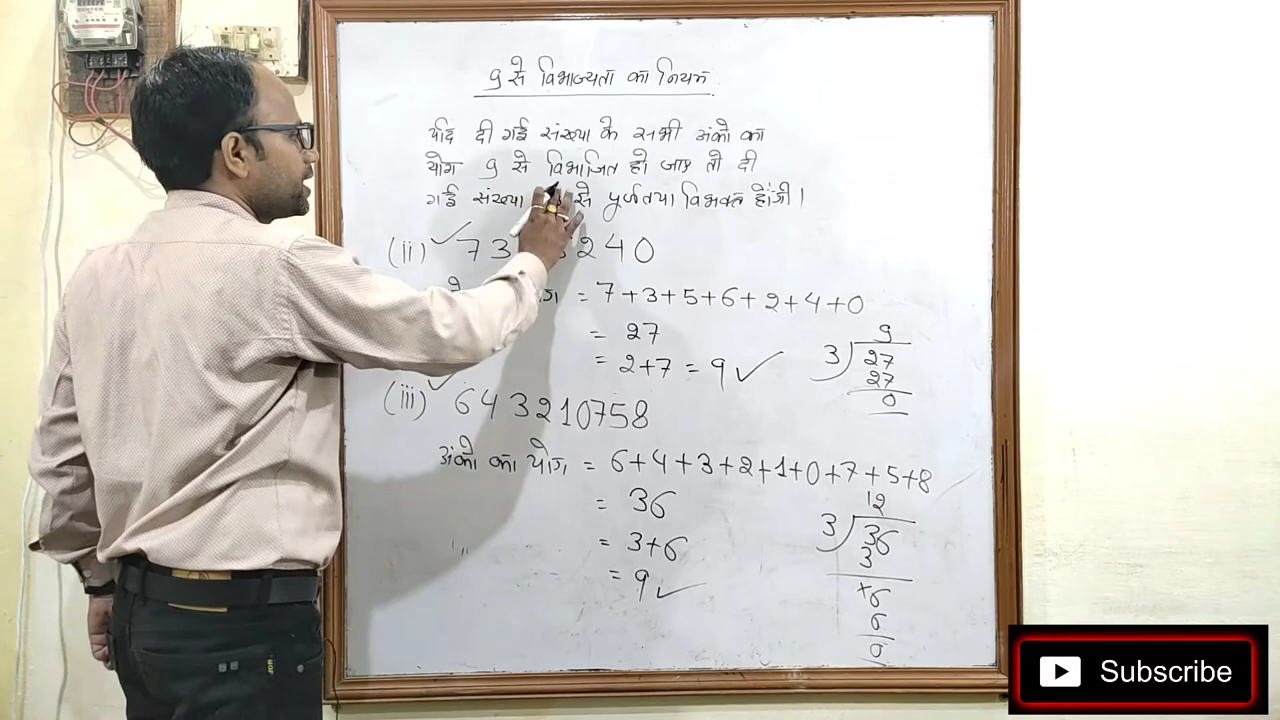 9 से विभाज्यता का नियम
यदि दी गई संख्या के सभी अंको का
योग 9 से विभाजित हो जाए तो दी
गई संख्या से पूर्णतया विभक्त होगी।
(ii) ✓ 73 240
= 7+3+5+6+2+4+0
= 27
= 2+7 = 9 ✓
9
3) 27
27
0
(iii) ✓ 643210758
अंको का योग = 6+4+3+2+1+0+7+5+8
= 36
= 3+6
= 9 ✓
12
3) 36
3
×6
6
0
Subscribe